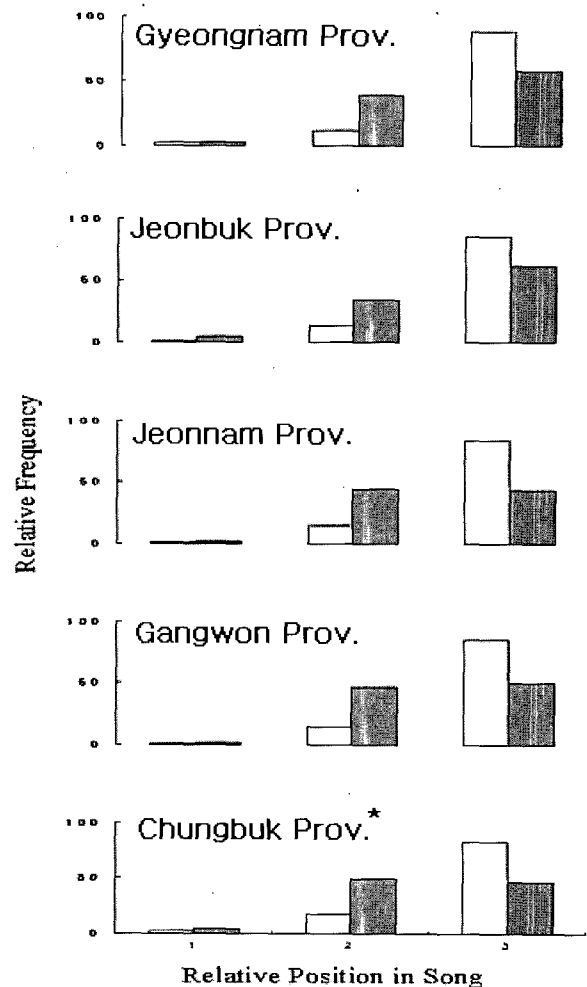 100
Gyeongnam Prov.
50
0
100
Jeonbuk Prov.
50
0
100
Jeonnam Prov.
50
0
100
Gangwon Prov.
50
0
100
Chungbuk Prov.*
50
0
1 2 3
Relative Frequency
Relative Position in Song